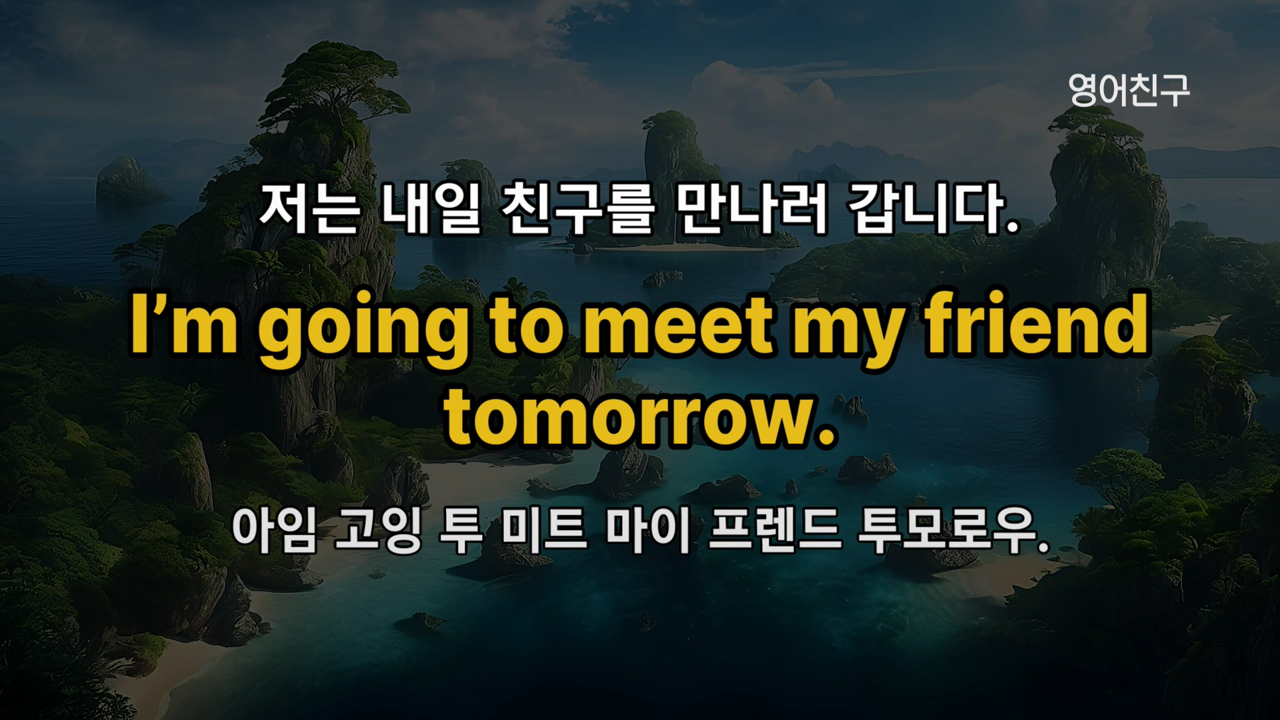 영어친구
저는 내일 친구를 만나러 갑니다.
I’m going to meet my friend
tomorrow.
아임 고잉 투 미트 마이 프렌드 투모로우.